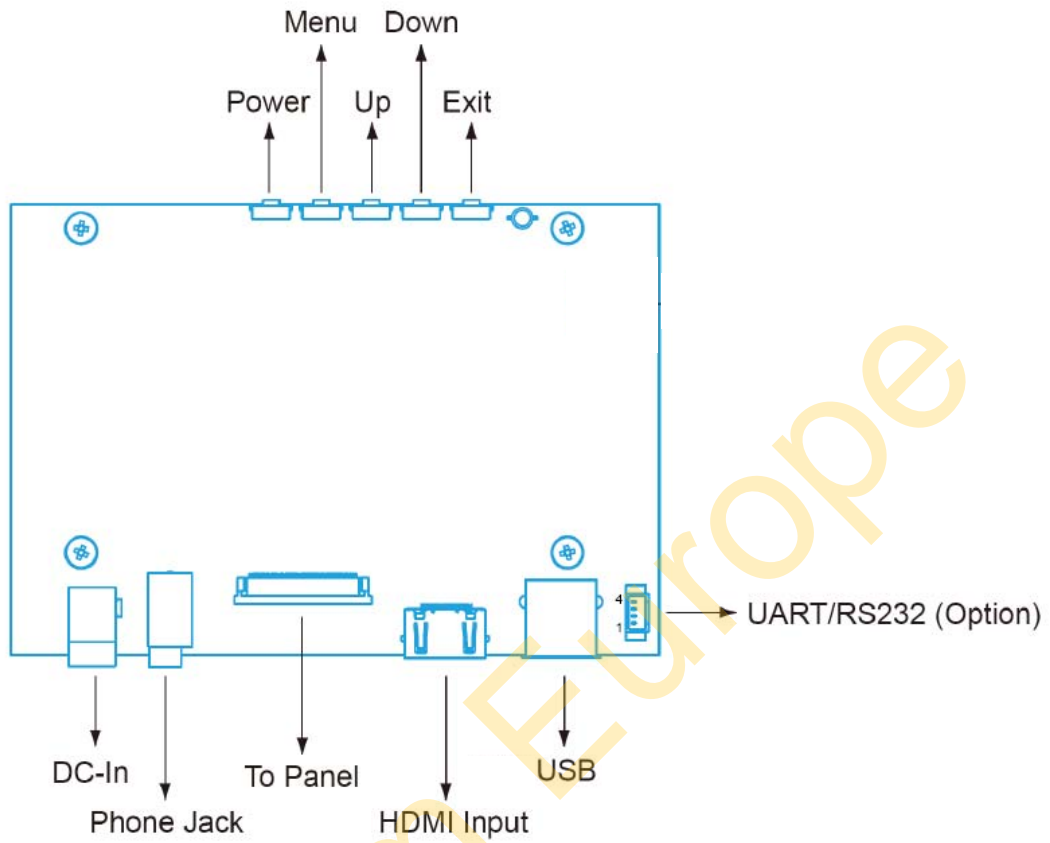 Menu Down
Power Up Exit
4
1
UART/RS232 (Option)
DC-In To Panel USB
Phone Jack HDMI Input
m Europe